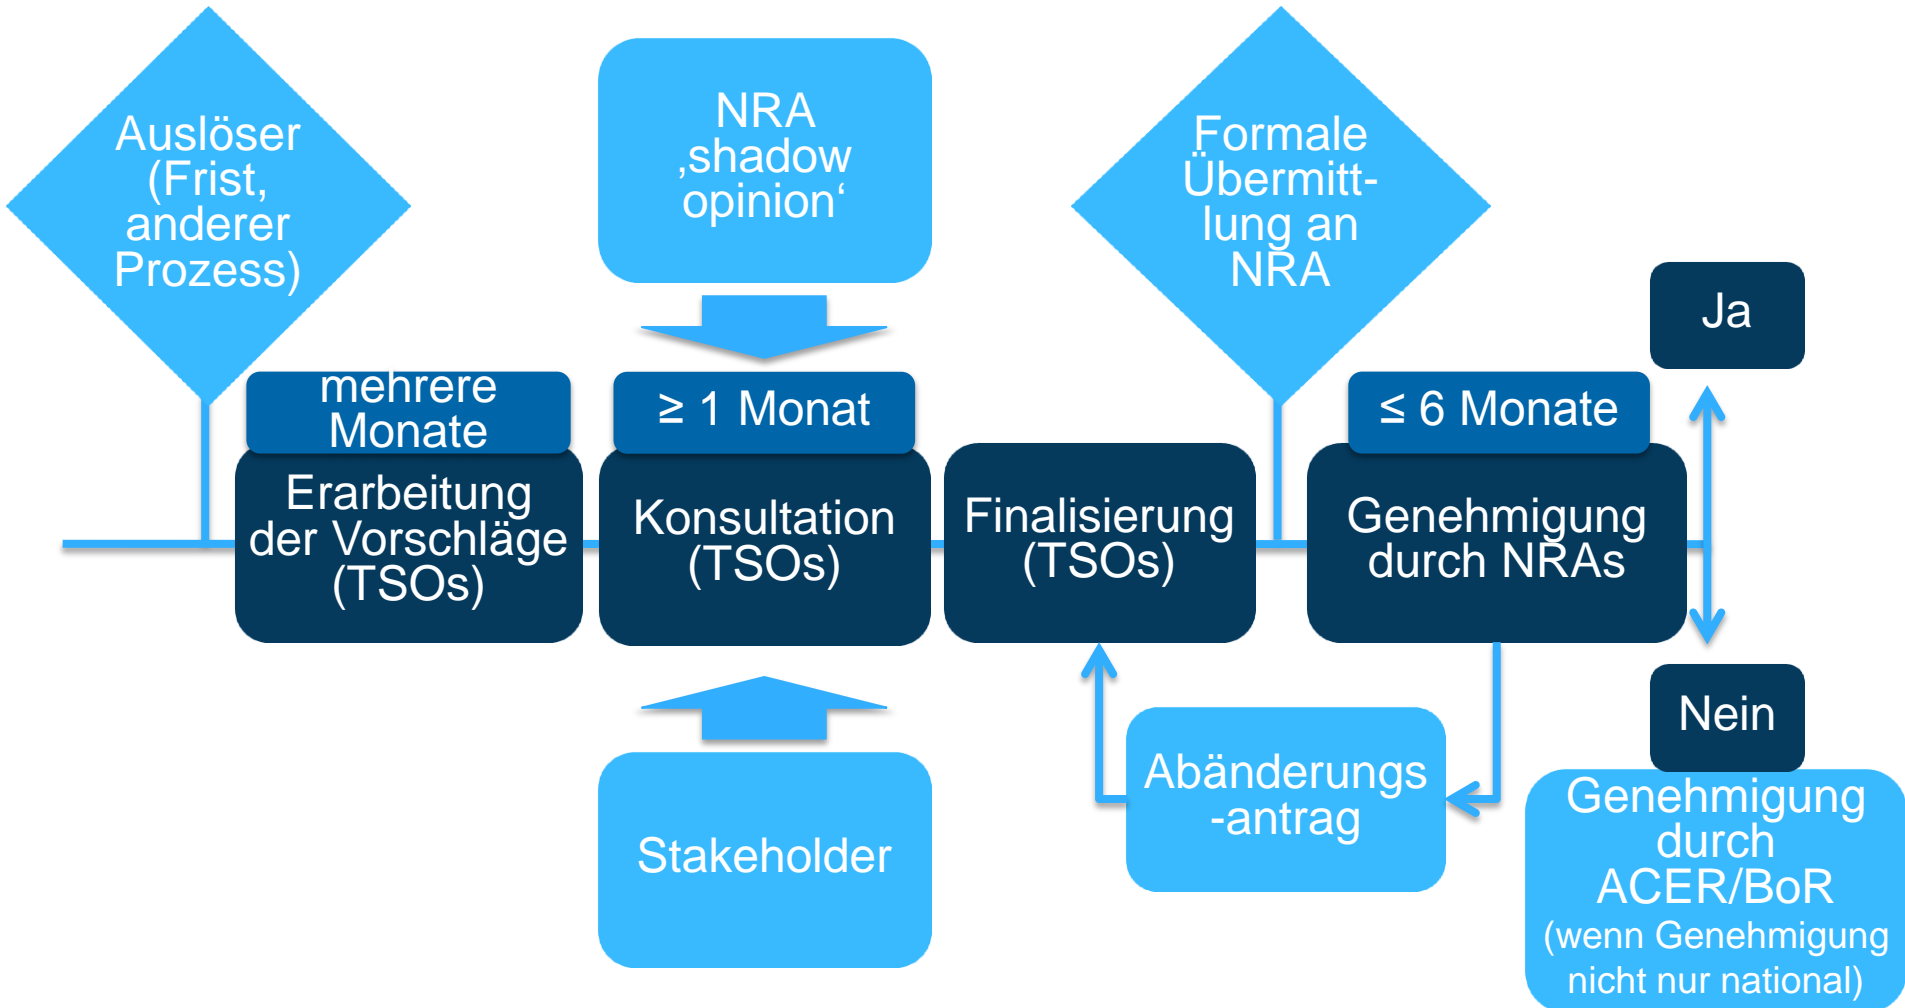 Auslöser
(Frist,
anderer
Prozess)
NRA
‚shadow
opinion‘
Formale
Übermitt-
lung an
NRA
Ja
mehrere
Monate
≥ 1 Monat
≤ 6 Monate
Erarbeitung
der Vorschläge
(TSOs)
Konsultation
(TSOs)
Finalisierung
(TSOs)
Genehmigung
durch NRAs
Nein
Abänderungs
-antrag
Stakeholder
Genehmigung
durch
ACER/BoR
(wenn Genehmigung
nicht nur national)